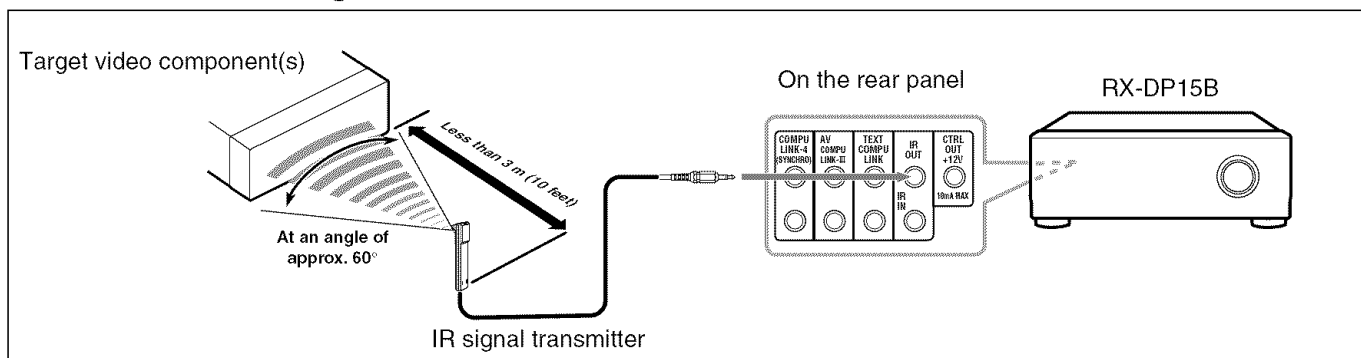 Target video component(s)
Less than 3 m (10 feet)
At an angle of
approx. 60°
IR signal transmitter
On the rear panel
COMPU
LINK-4
(SYNCHRO)
AV
COMPU
LINK-III
TEXT
COMPU
LINK
IR
OUT
IR
IN
CTRL
OUT
+12V
10mA MAX
RX-DP15B